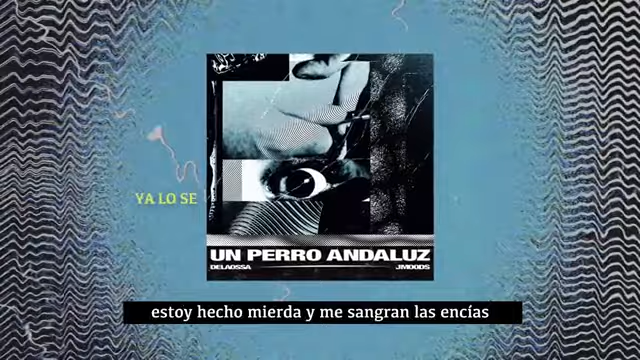 YA LO SE
UN PERRO ANDALUZ
DELAOSSA JMOODS
estoy hecho mierda y me sangran las encías